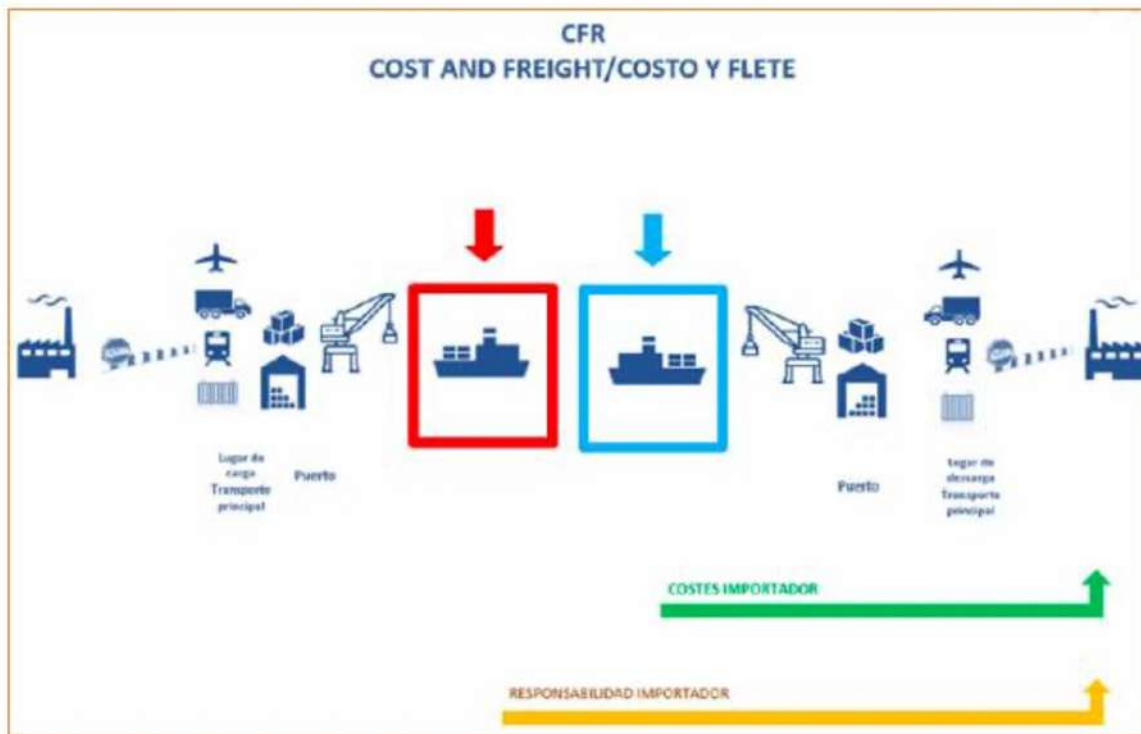 CFR
COST AND FREIGHT/COSTO Y FLETE
Lugar de
carga
Transporte
principal
Puerto
Puerto
Lugar de
descarga
Transporte
principal
COSTES IMPORTADOR
RESPONSABILIDAD IMPORTADOR